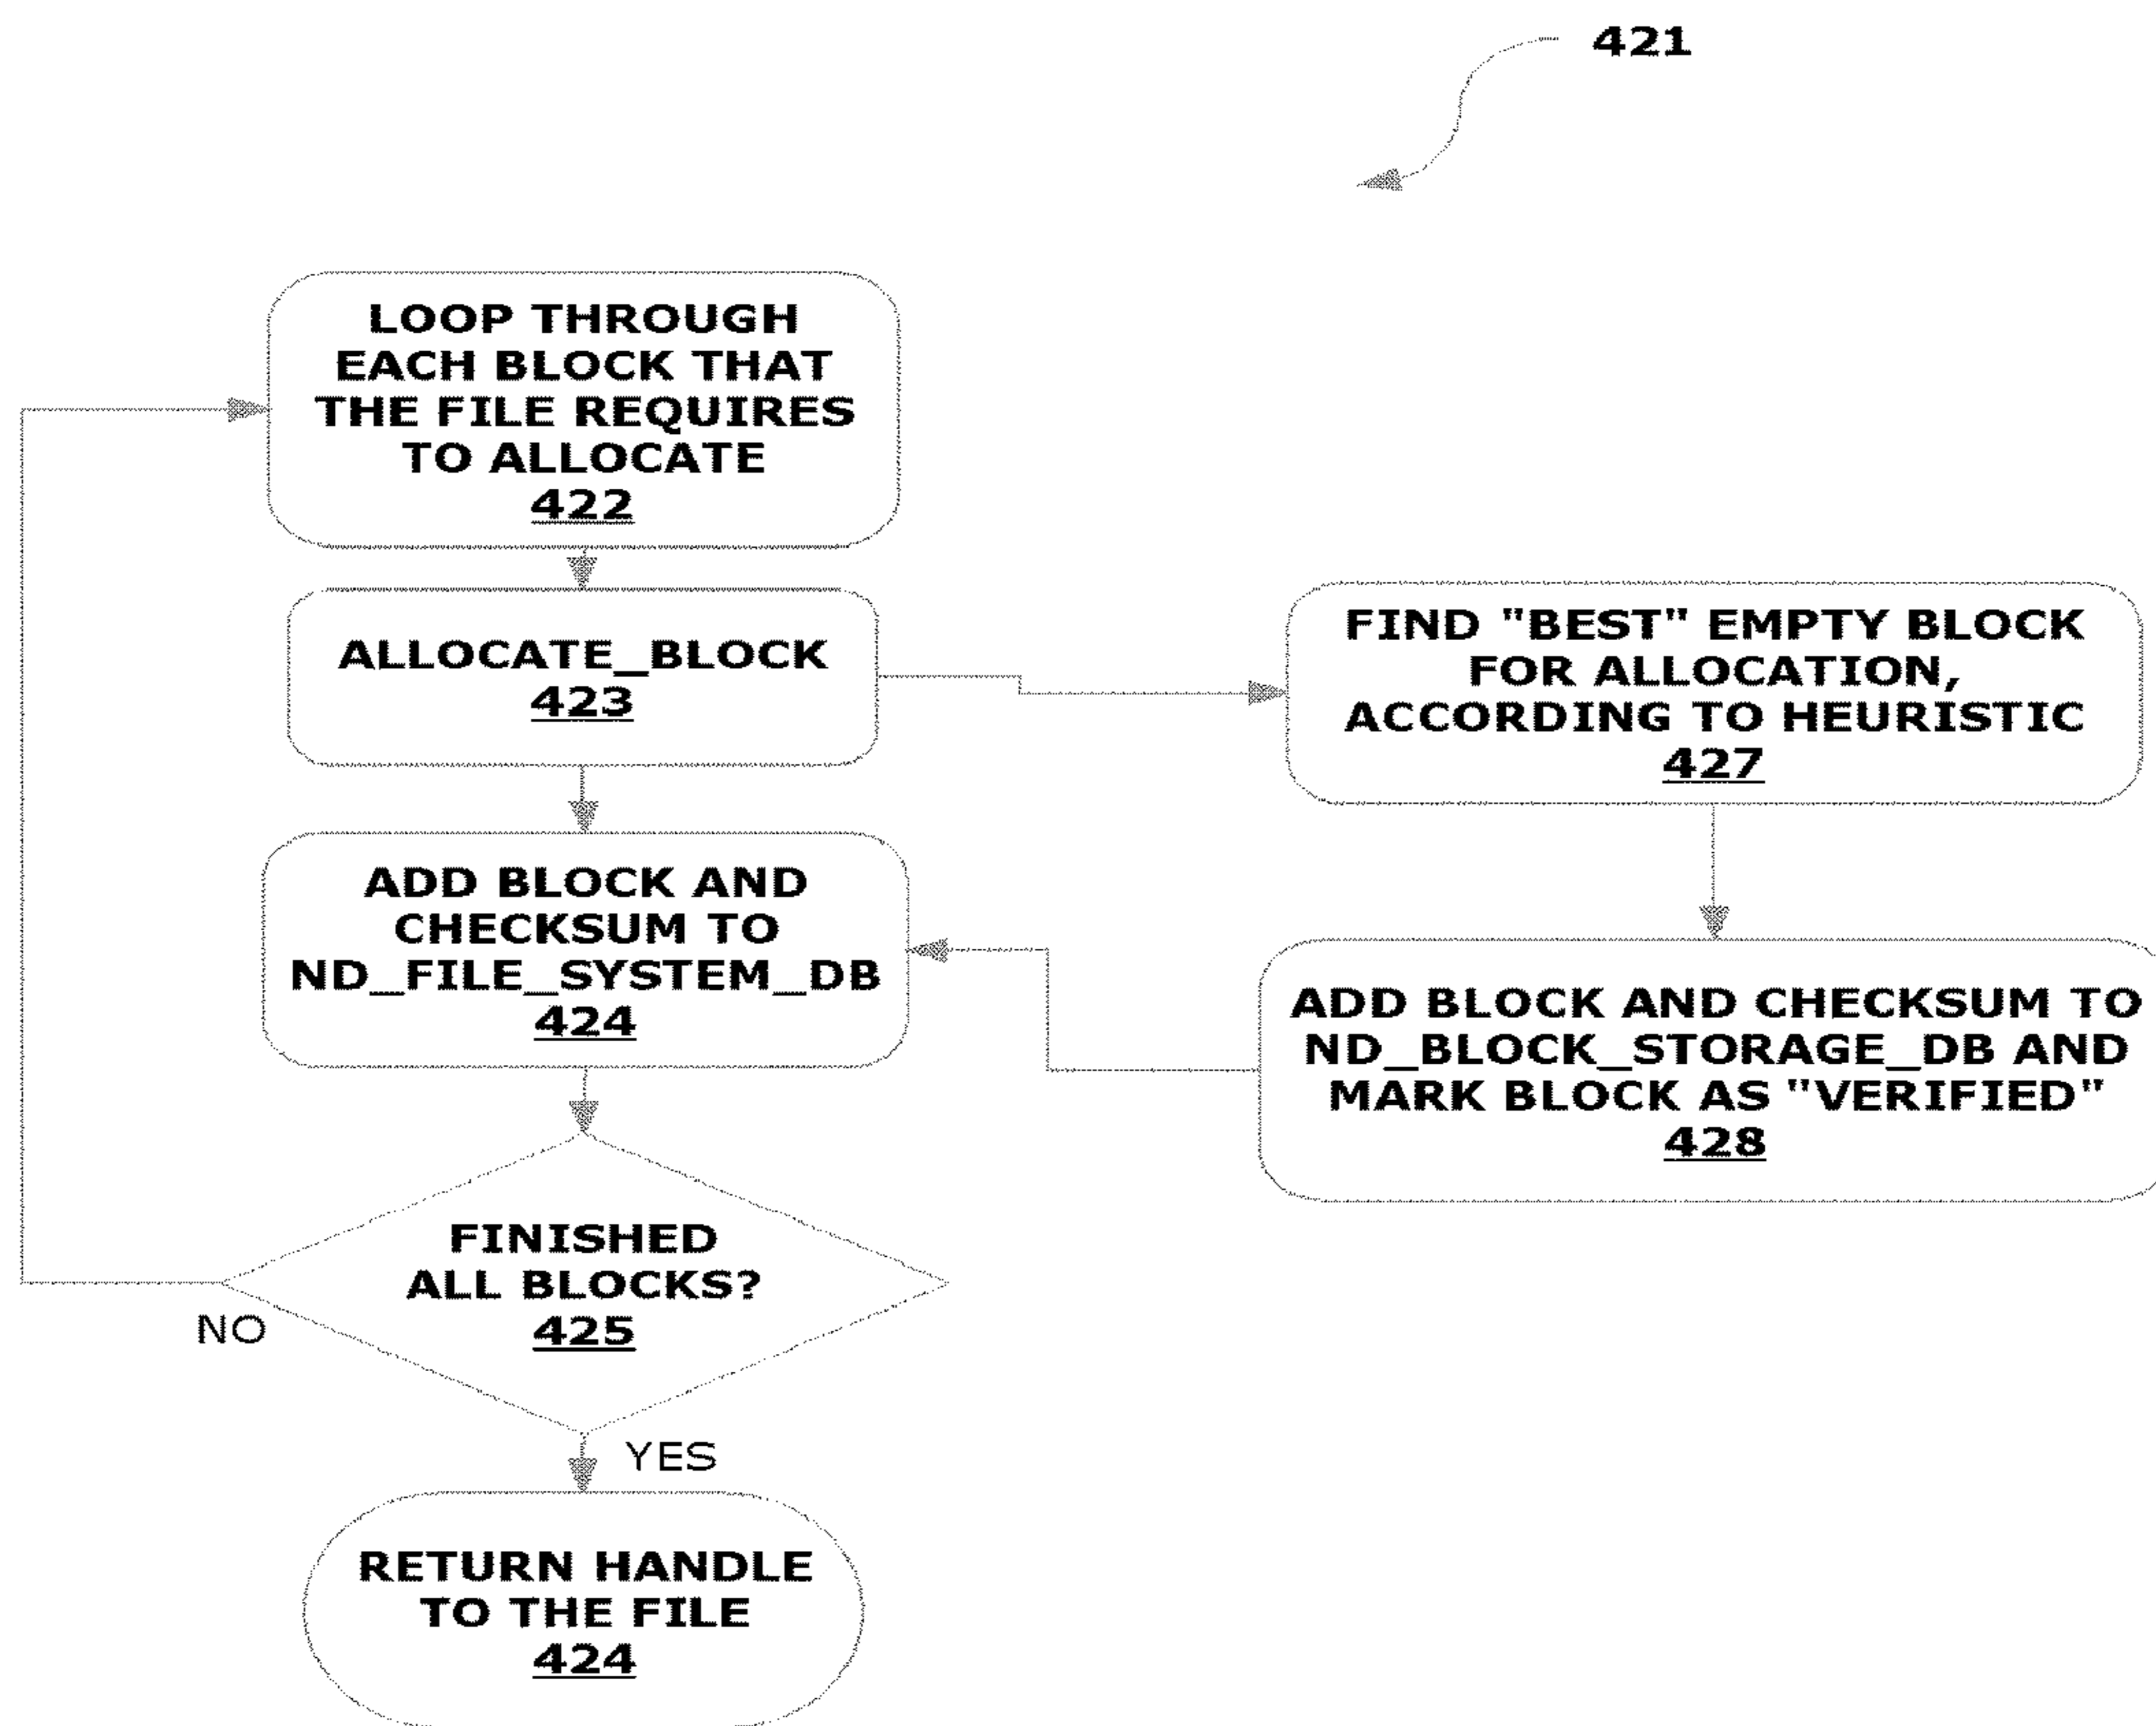 421
LOOP THROUGH
EACH BLOCK THAT
THE FILE REQUIRES
TO ALLOCATE
422
ALLOCATE_BLOCK
423
FIND "BEST" EMPTY BLOCK
FOR ALLOCATION,
ACCORDING TO HEURISTIC
427
ADD BLOCK AND
CHECKSUM TO
ND_FILE_SYSTEM_DB
424
ADD BLOCK AND CHECKSUM TO
ND_BLOCK_STORAGE_DB AND
MARK BLOCK AS "VERIFIED"
428
FINISHED
ALL BLOCKS?
425
NO
YES
RETURN HANDLE
TO THE FILE
424